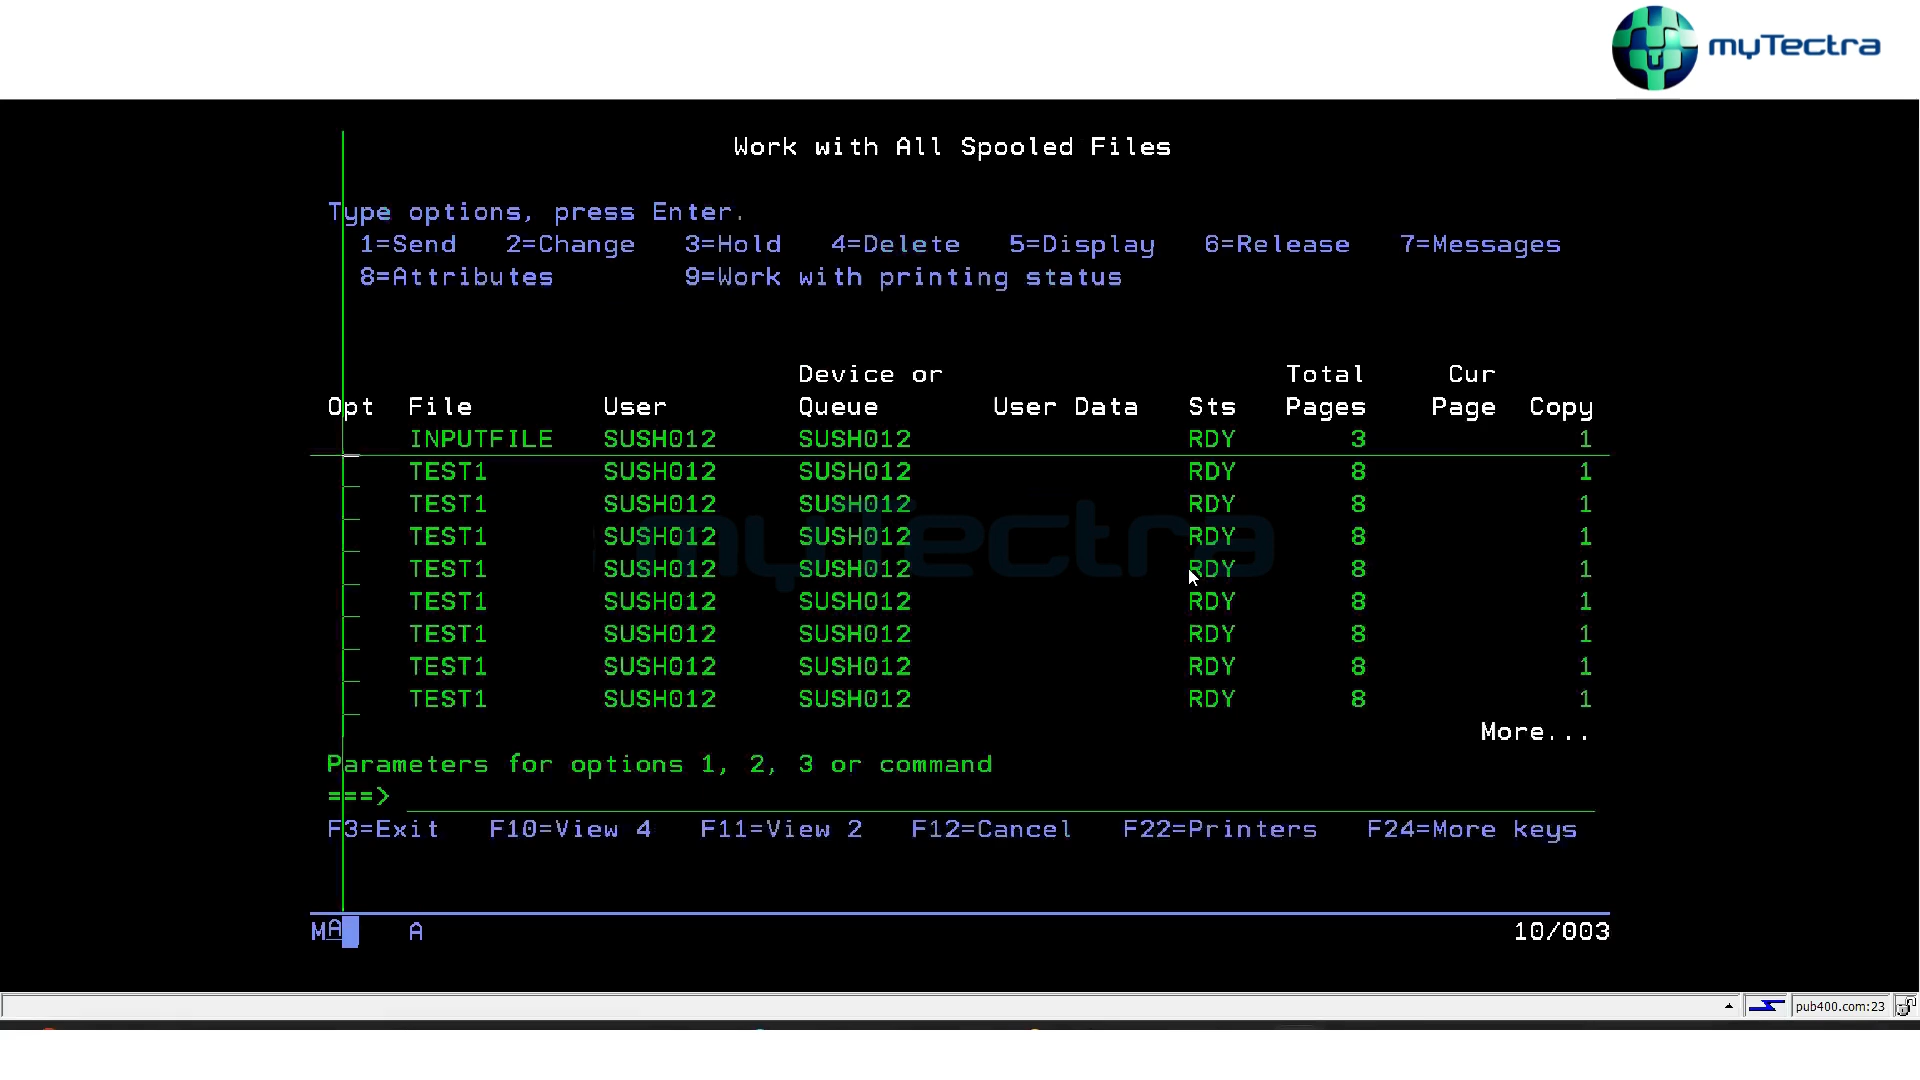 myTectra
Work with All Spooled Files
Type options, press Enter.
1=Send 2=Change 3=Hold 4=Delete 5=Display 6=Release 7=Messages
8=Attributes 9=Work with printing status
Device or Total Cur
Opt File User Queue User Data Sts Pages Page Copy
INPUTFILE SUSH012 SUSH012 RDY 3 1
TEST1 SUSH012 SUSH012 RDY 8 1
TEST1 SUSH012 SUSH012 RDY 8 1
TEST1 SUSH012 SUSH012 RDY 8 1
TEST1 SUSH012 SUSH012 RDY 8 1
TEST1 SUSH012 SUSH012 RDY 8 1
TEST1 SUSH012 SUSH012 RDY 8 1
TEST1 SUSH012 SUSH012 RDY 8 1
TEST1 SUSH012 SUSH012 RDY 8 1
myTectra
More...
Parameters for options 1, 2, 3 or command
===>
F3=Exit F10=View 4 F11=View 2 F12=Cancel F22=Printers F24=More keys
MA A 10/003
pub400.com:23